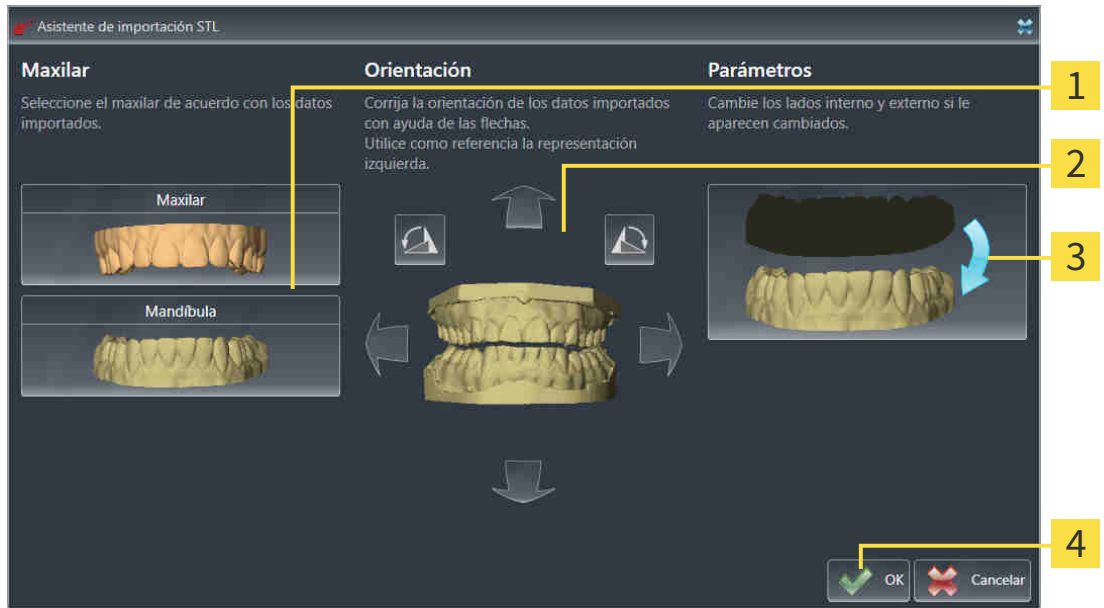 Asistente de importación STL
Maxilar
Seleccione el maxilar de acuerdo con los datos
importados.
Maxilar
Mandíbula
Orientación
Corrija la orientación de los datos importados
con ayuda de las flechas.
Utilice como referencia la representación
izquierda.
Parámetros
Cambie los lados interno y externo si le
aparecen cambiados.
OK
Cancelar
1
2
3
4